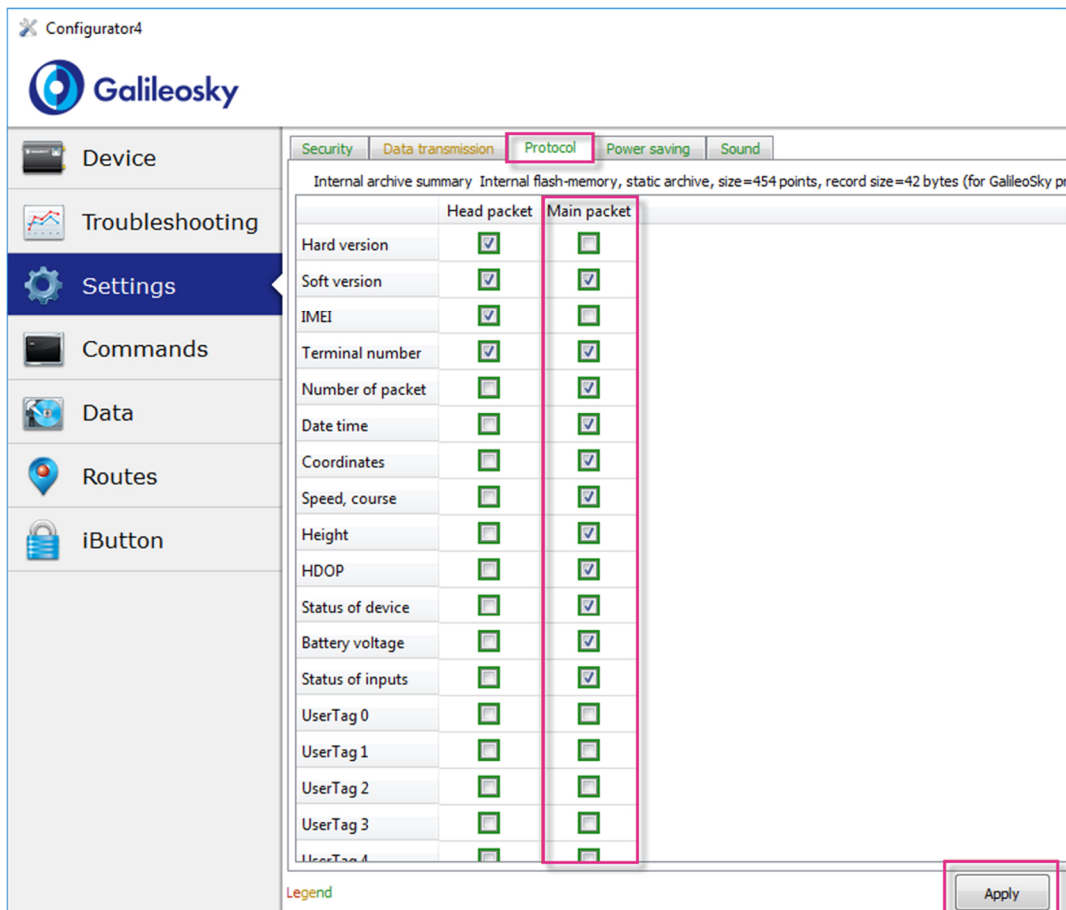 Configurator4
Galileosky
Device
Troubleshooting
Settings
Commands
Data
Routes
iButton
Security Data transmission Protocol Power saving Sound
Internal archive summary Internal flash-memory, static archive, size=454 points, record size=42 bytes (for GalileoSky pr
Head packet Main packet
Hard version
Soft version
IMEI
Terminal number
Number of packet
Date time
Coordinates
Speed, course
Height
HDOP
Status of device
Battery voltage
Status of inputs
UserTag 0
UserTag 1
UserTag 2
UserTag 3
UserTag 4
Legend
Apply